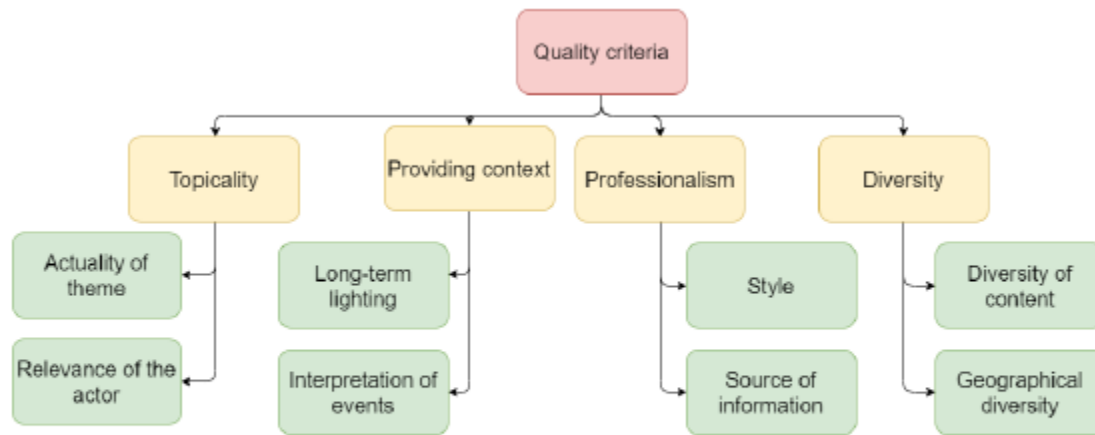 Quality criteria
Topicality
Providing context
Professionalism
Diversity
Actuality of
theme
Long-term
lighting
Style
Diversity of
content
Relevance of the
actor
Interpretation of
events
Source of
information
Geographical
diversity